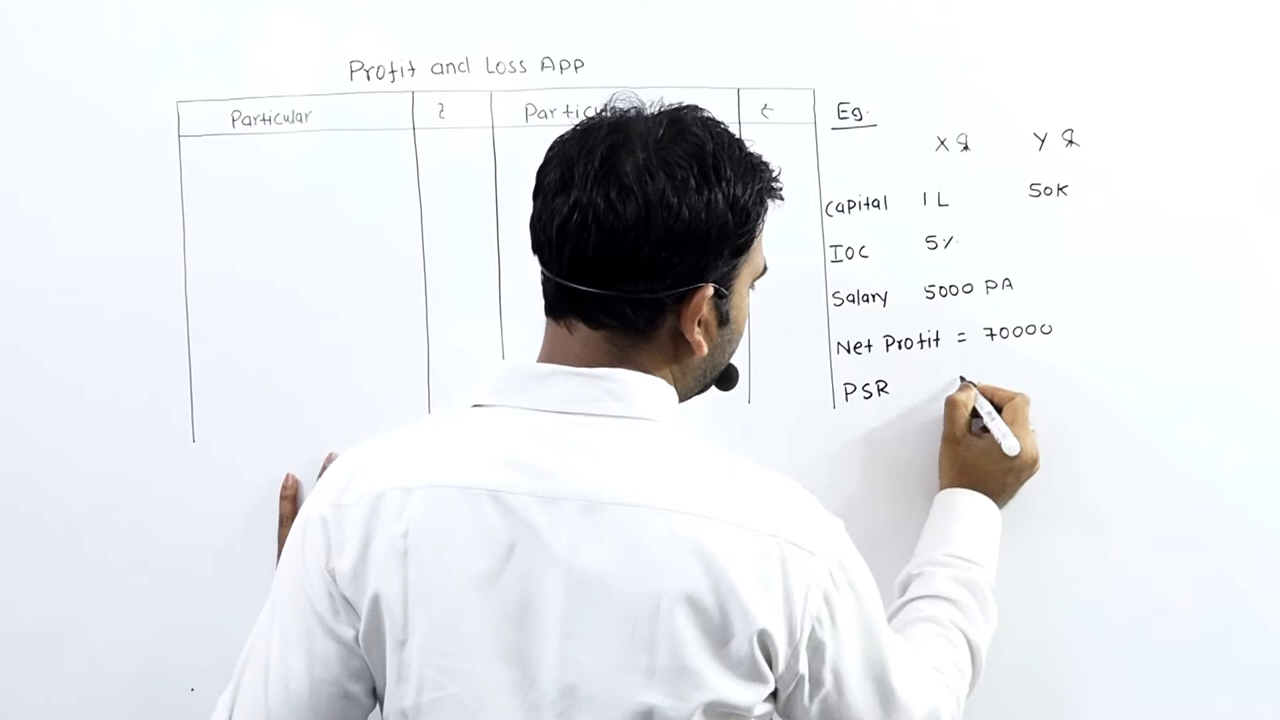 Profit and Loss App
Particular ₹ ₹
Eg.
X ₹ Y ₹
Capital 1 L 50K
IOC 5%
Salary 5000 PA
Net Profit = 70000
PSR